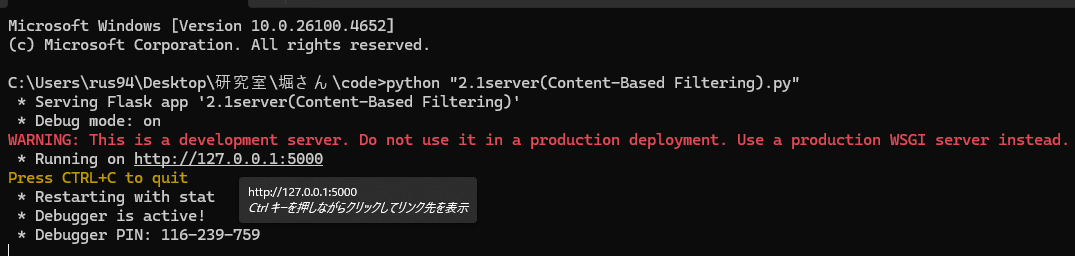 Microsoft Windows [Version 10.0.26100.4652]
(c) Microsoft Corporation. All rights reserved.
C:\Users\rus94\Desktop\研究室\堀さん\code>python "2.1server(Content-Based Filtering).py"
* Serving Flask app '2.1server(Content-Based Filtering)'
* Debug mode: on
WARNING: This is a development server. Do not use it in a production deployment. Use a production WSGI server instead.
* Running on http://127.0.0.1:5000
Press CTRL+C to quit
* Restarting with stat
* Debugger is active!
* Debugger PIN: 116-239-759
http://127.0.0.1:5000
Ctrl キーを押しながらクリックしてリンク先を表示